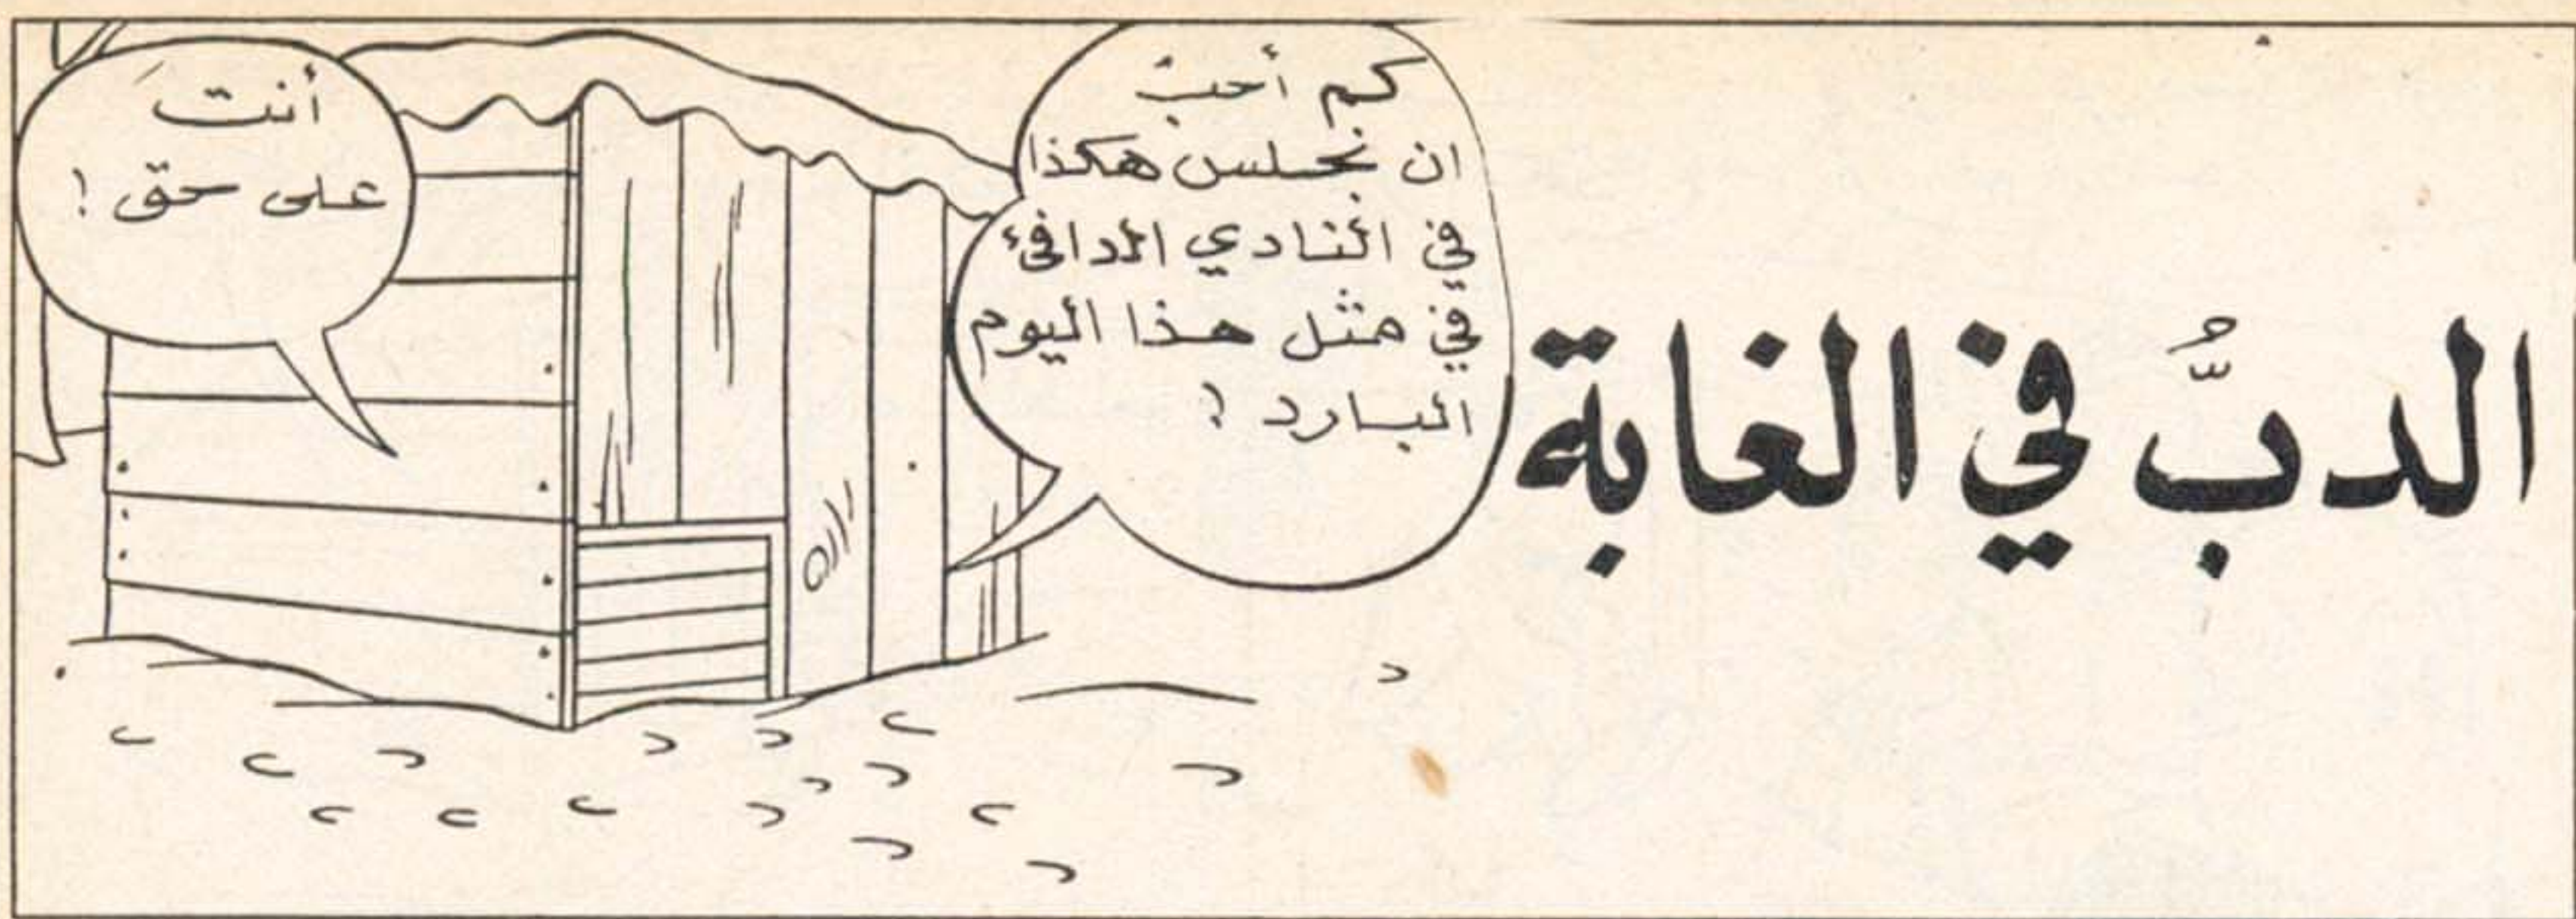 الدبُّ في الغابة
كم أحبّ
ان نجلس هكذا
في النادي الدافئ
في مثل هذا اليوم
البارد !
أنتَ
على حقّ !